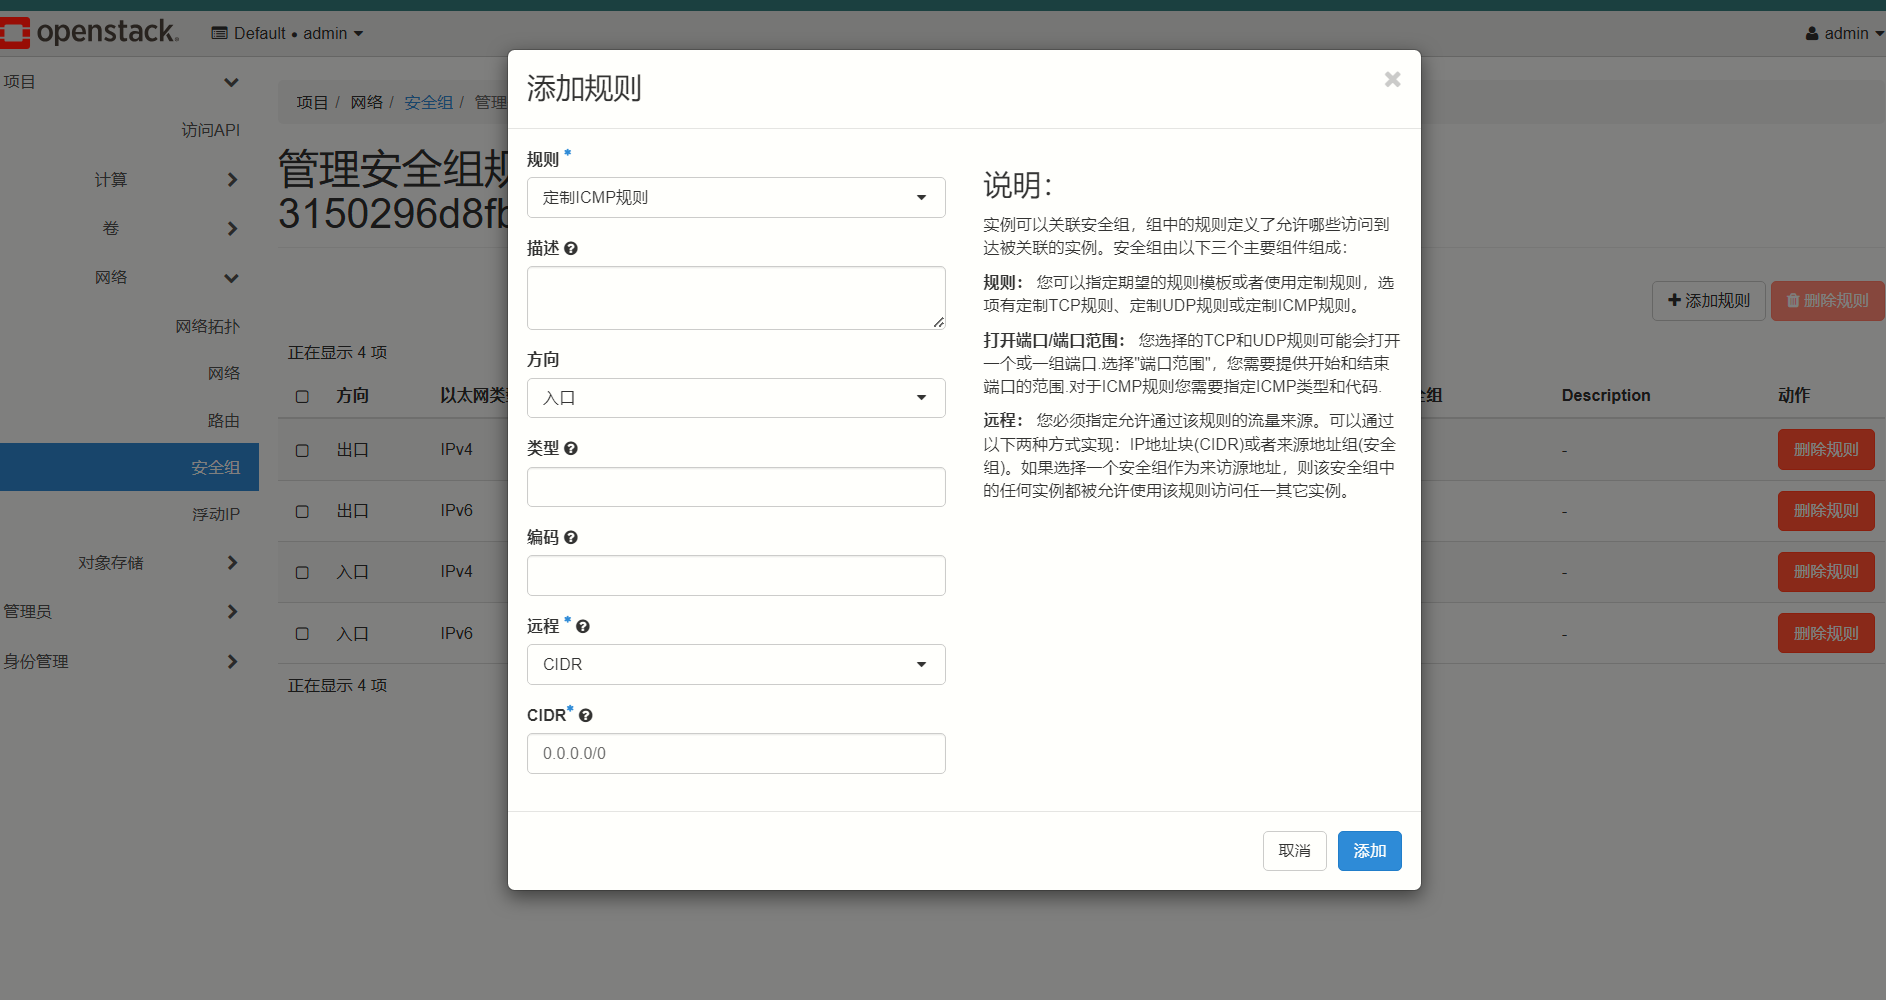 openstack.
Default • admin
admin
项目
访问API
计算
卷
网络
网络拓扑
网络
路由
安全组
浮动IP
对象存储
管理员
身份管理
项目 / 网络 / 安全组 / 管理
管理安全组规
3150296d8fb
添加规则
删除规则
正在显示 4 项
方向
以太网类型
全组
Description
动作
出口 IPv4 - 删除规则
出口 IPv6 - 删除规则
入口 IPv4 - 删除规则
入口 IPv6 - 删除规则
正在显示 4 项
添加规则
×
规则 *
定制ICMP规则
描述
方向
入口
类型
编码
远程 *
CIDR
CIDR*
0.0.0.0/0
说明：
实例可以关联安全组，组中的规则定义了允许哪些访问到
达被关联的实例。安全组由以下三个主要组件组成：
规则： 您可以指定期望的规则模板或者使用定制规则，选
项有定制TCP规则、定制UDP规则或定制ICMP规则。
打开端口/端口范围： 您选择的TCP和UDP规则可能会打开
一个或一组端口.选择"端口范围"，您需要提供开始和结束
端口的范围.对于ICMP规则您需要指定ICMP类型和代码.
远程： 您必须指定允许通过该规则的流量来源。可以通过
以下两种方式实现：IP地址块(CIDR)或者来源地址组(安全
组)。如果选择一个安全组作为来访源地址，则该安全组中
的任何实例都被允许使用该规则访问任一其它实例。
取消
添加